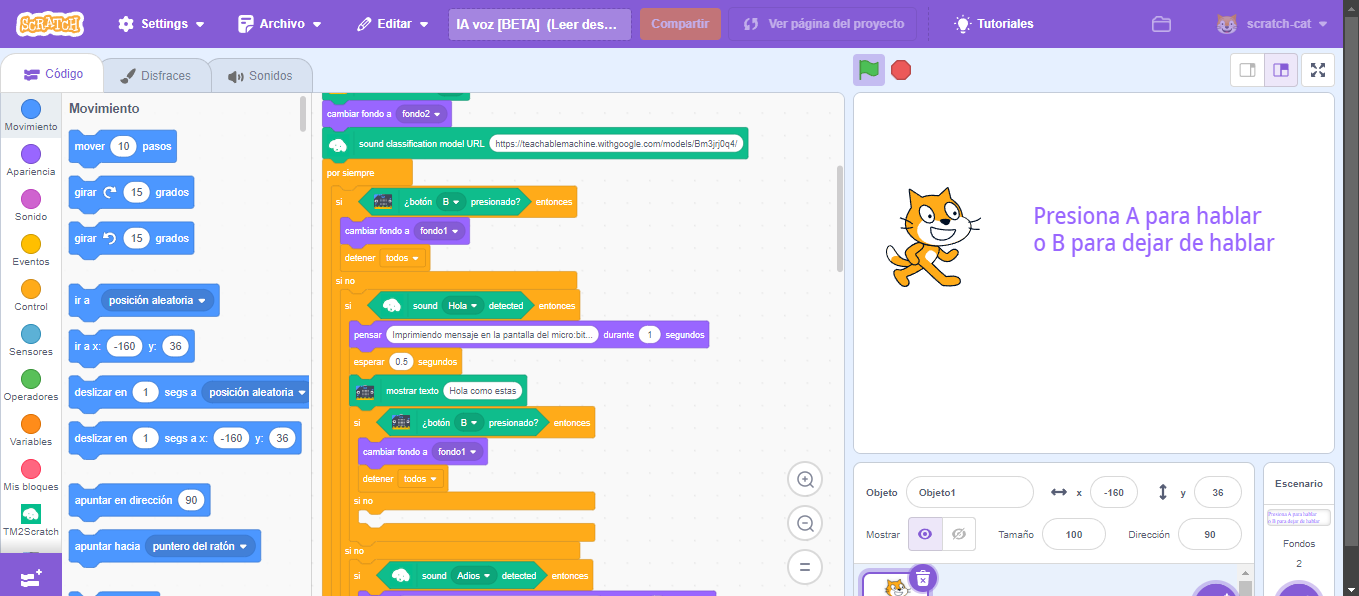 SCRATCH
Settings
Archivo
Editar
IA voz [BETA] (Leer des...
Compartir
Ver página del proyecto
Tutoriales
scratch-cat
Código
Disfraces
Sonidos
Movimiento
Apariencia
Sonido
Eventos
Control
Sensores
Operadores
Variables
Mis bloques
TM2Scratch
Movimiento
mover 10 pasos
girar 15 grados
girar 15 grados
ir a posición aleatoria
ir a x: -160 y: 36
deslizar en 1 segs a posición aleatoria
deslizar en 1 segs a x: -160 y: 36
apuntar en dirección 90
apuntar hacia puntero del ratón
cambiar fondo a fondo2
sound classification model URL https://teachablemachine.withgoogle.com/models/Bm3jrj0q4/
por siempre
si ¿botón B presionado? entonces
cambiar fondo a fondo1
detener todos
si no
si sound Hola detected entonces
pensar Imprimiendo mensaje en la pantalla del micro:bit... durante 1 segundos
esperar 0.5 segundos
mostrar texto Hola como estas
si ¿botón B presionado? entonces
cambiar fondo a fondo1
detener todos
si no
si no
si sound Adios detected entonces
Presiona A para hablar
o B para dejar de hablar
Objeto Objeto1 x -160 y 36
Mostrar Tamaño 100 Dirección 90
Escenario
Presiona A para hablar
o B para dejar de hablar
Fondos
2